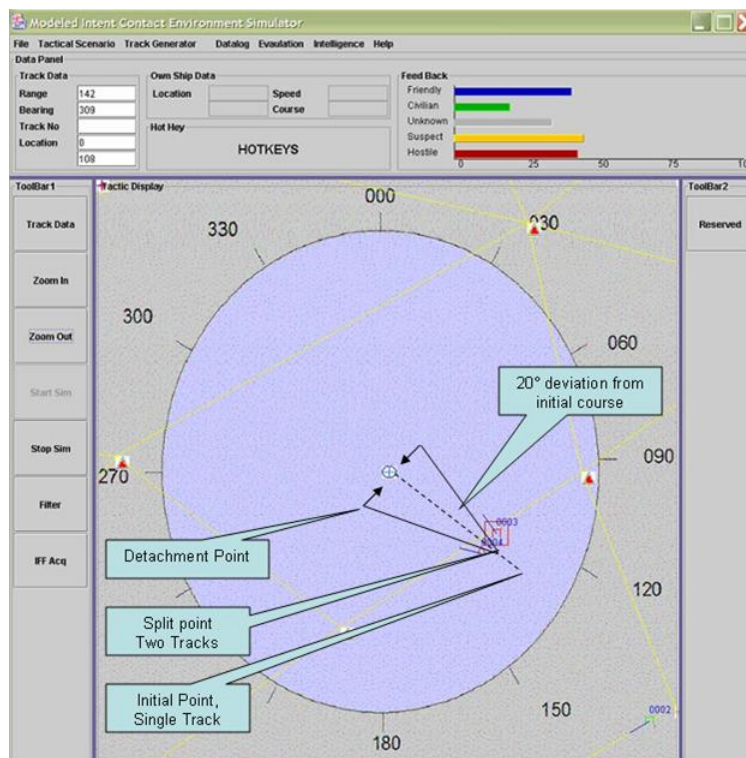 Modeled Intent Contact Environment Simulator
File Tactical Scenario Track Generator Datalog Evaulation Intelligence Help
Data Panel
Track Data
Range 142
Bearing 309
Track No
Location 0
108
Own Ship Data
Location Speed
Course
Hot Hey
HOTKEYS
Feed Back
Friendly
Civilian
Unknown
Suspect
Hostile
0 25 50 75
ToolBar1
Track Data
Zoom In
Zoom Out
Start Sim
Stop Sim
Filter
IFF Acq
Tactic Display
000
330
030
300
060
20° deviation from
initial course
270
090
0003
0004
Detachment Point
120
Split point
Two Tracks
Initial Point,
Single Track
150
0002
180
ToolBar2
Reserved